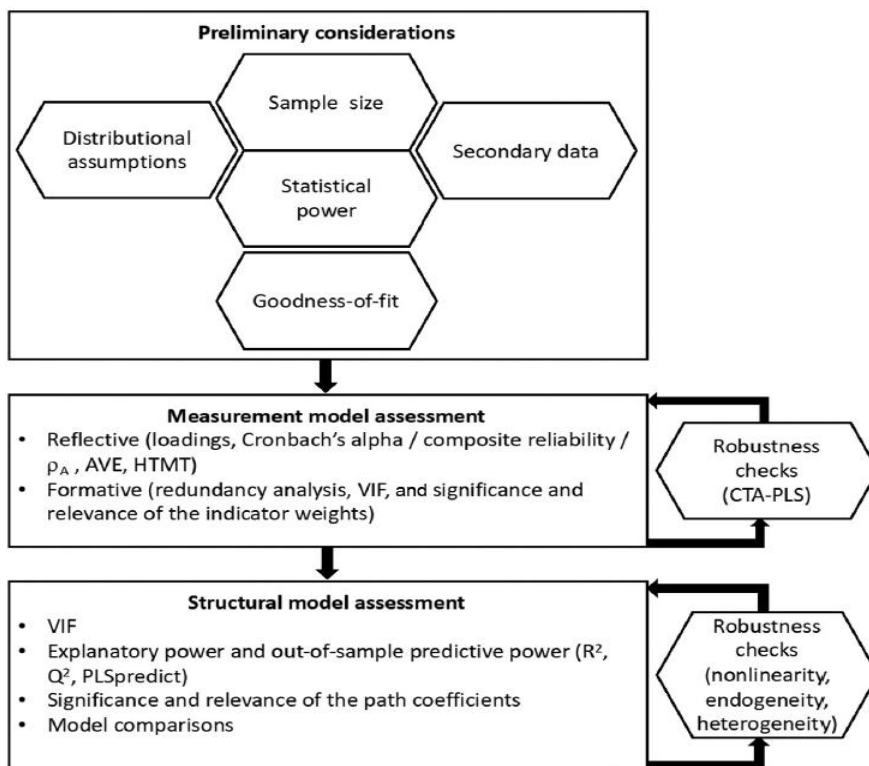 Preliminary considerations
Sample size
Distributional
assumptions
Secondary data
Statistical
power
Goodness-of-fit
Measurement model assessment
• Reflective (loadings, Cronbach’s alpha / composite reliability /
ρA , AVE, HTMT)
• Formative (redundancy analysis, VIF, and significance and
relevance of the indicator weights)
Robustness
checks
(CTA-PLS)
Structural model assessment
• VIF
• Explanatory power and out-of-sample predictive power (R²,
Q², PLSpredict)
• Significance and relevance of the path coefficients
• Model comparisons
Robustness
checks
(nonlinearity,
endogeneity,
heterogeneity)